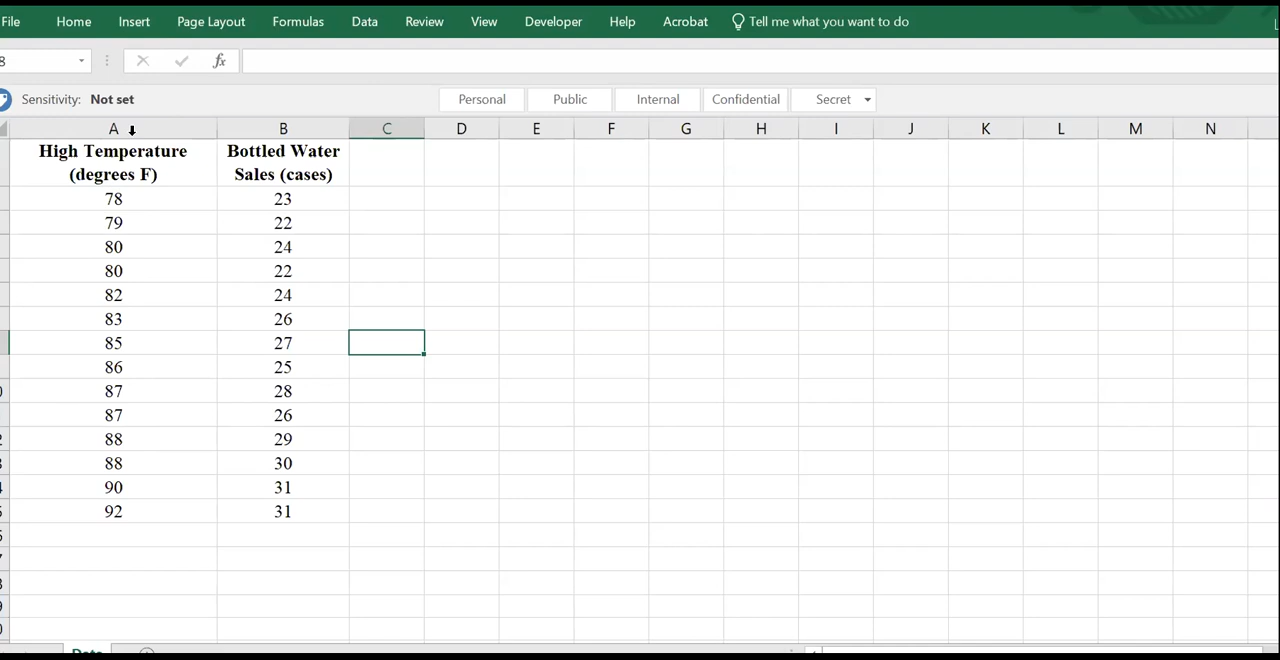 File Home Insert Page Layout Formulas Data Review View Developer Help Acrobat Tell me what you want to do
8 fx
Sensitivity: Not set Personal Public Internal Confidential Secret
A B C D E F G H I J K L M N
High Temperature Bottled Water
(degrees F) Sales (cases)
78 23
79 22
80 24
80 22
82 24
83 26
85 27
86 25
87 28
87 26
88 29
88 30
90 31
92 31
Data